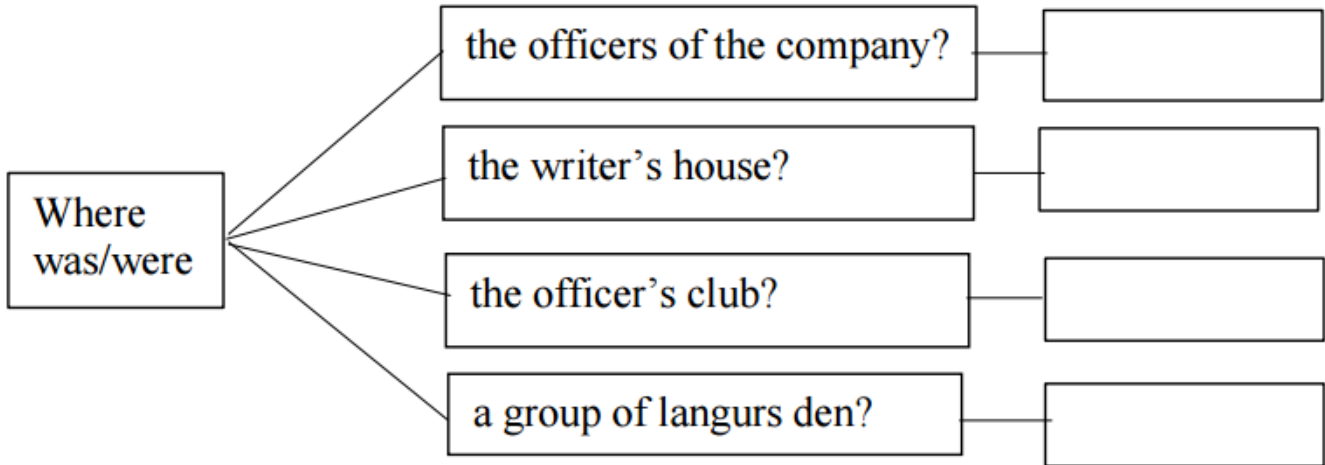 the officers of the company?
the writer’s house?
Where
was/were
the officer’s club?
a group of langurs den?